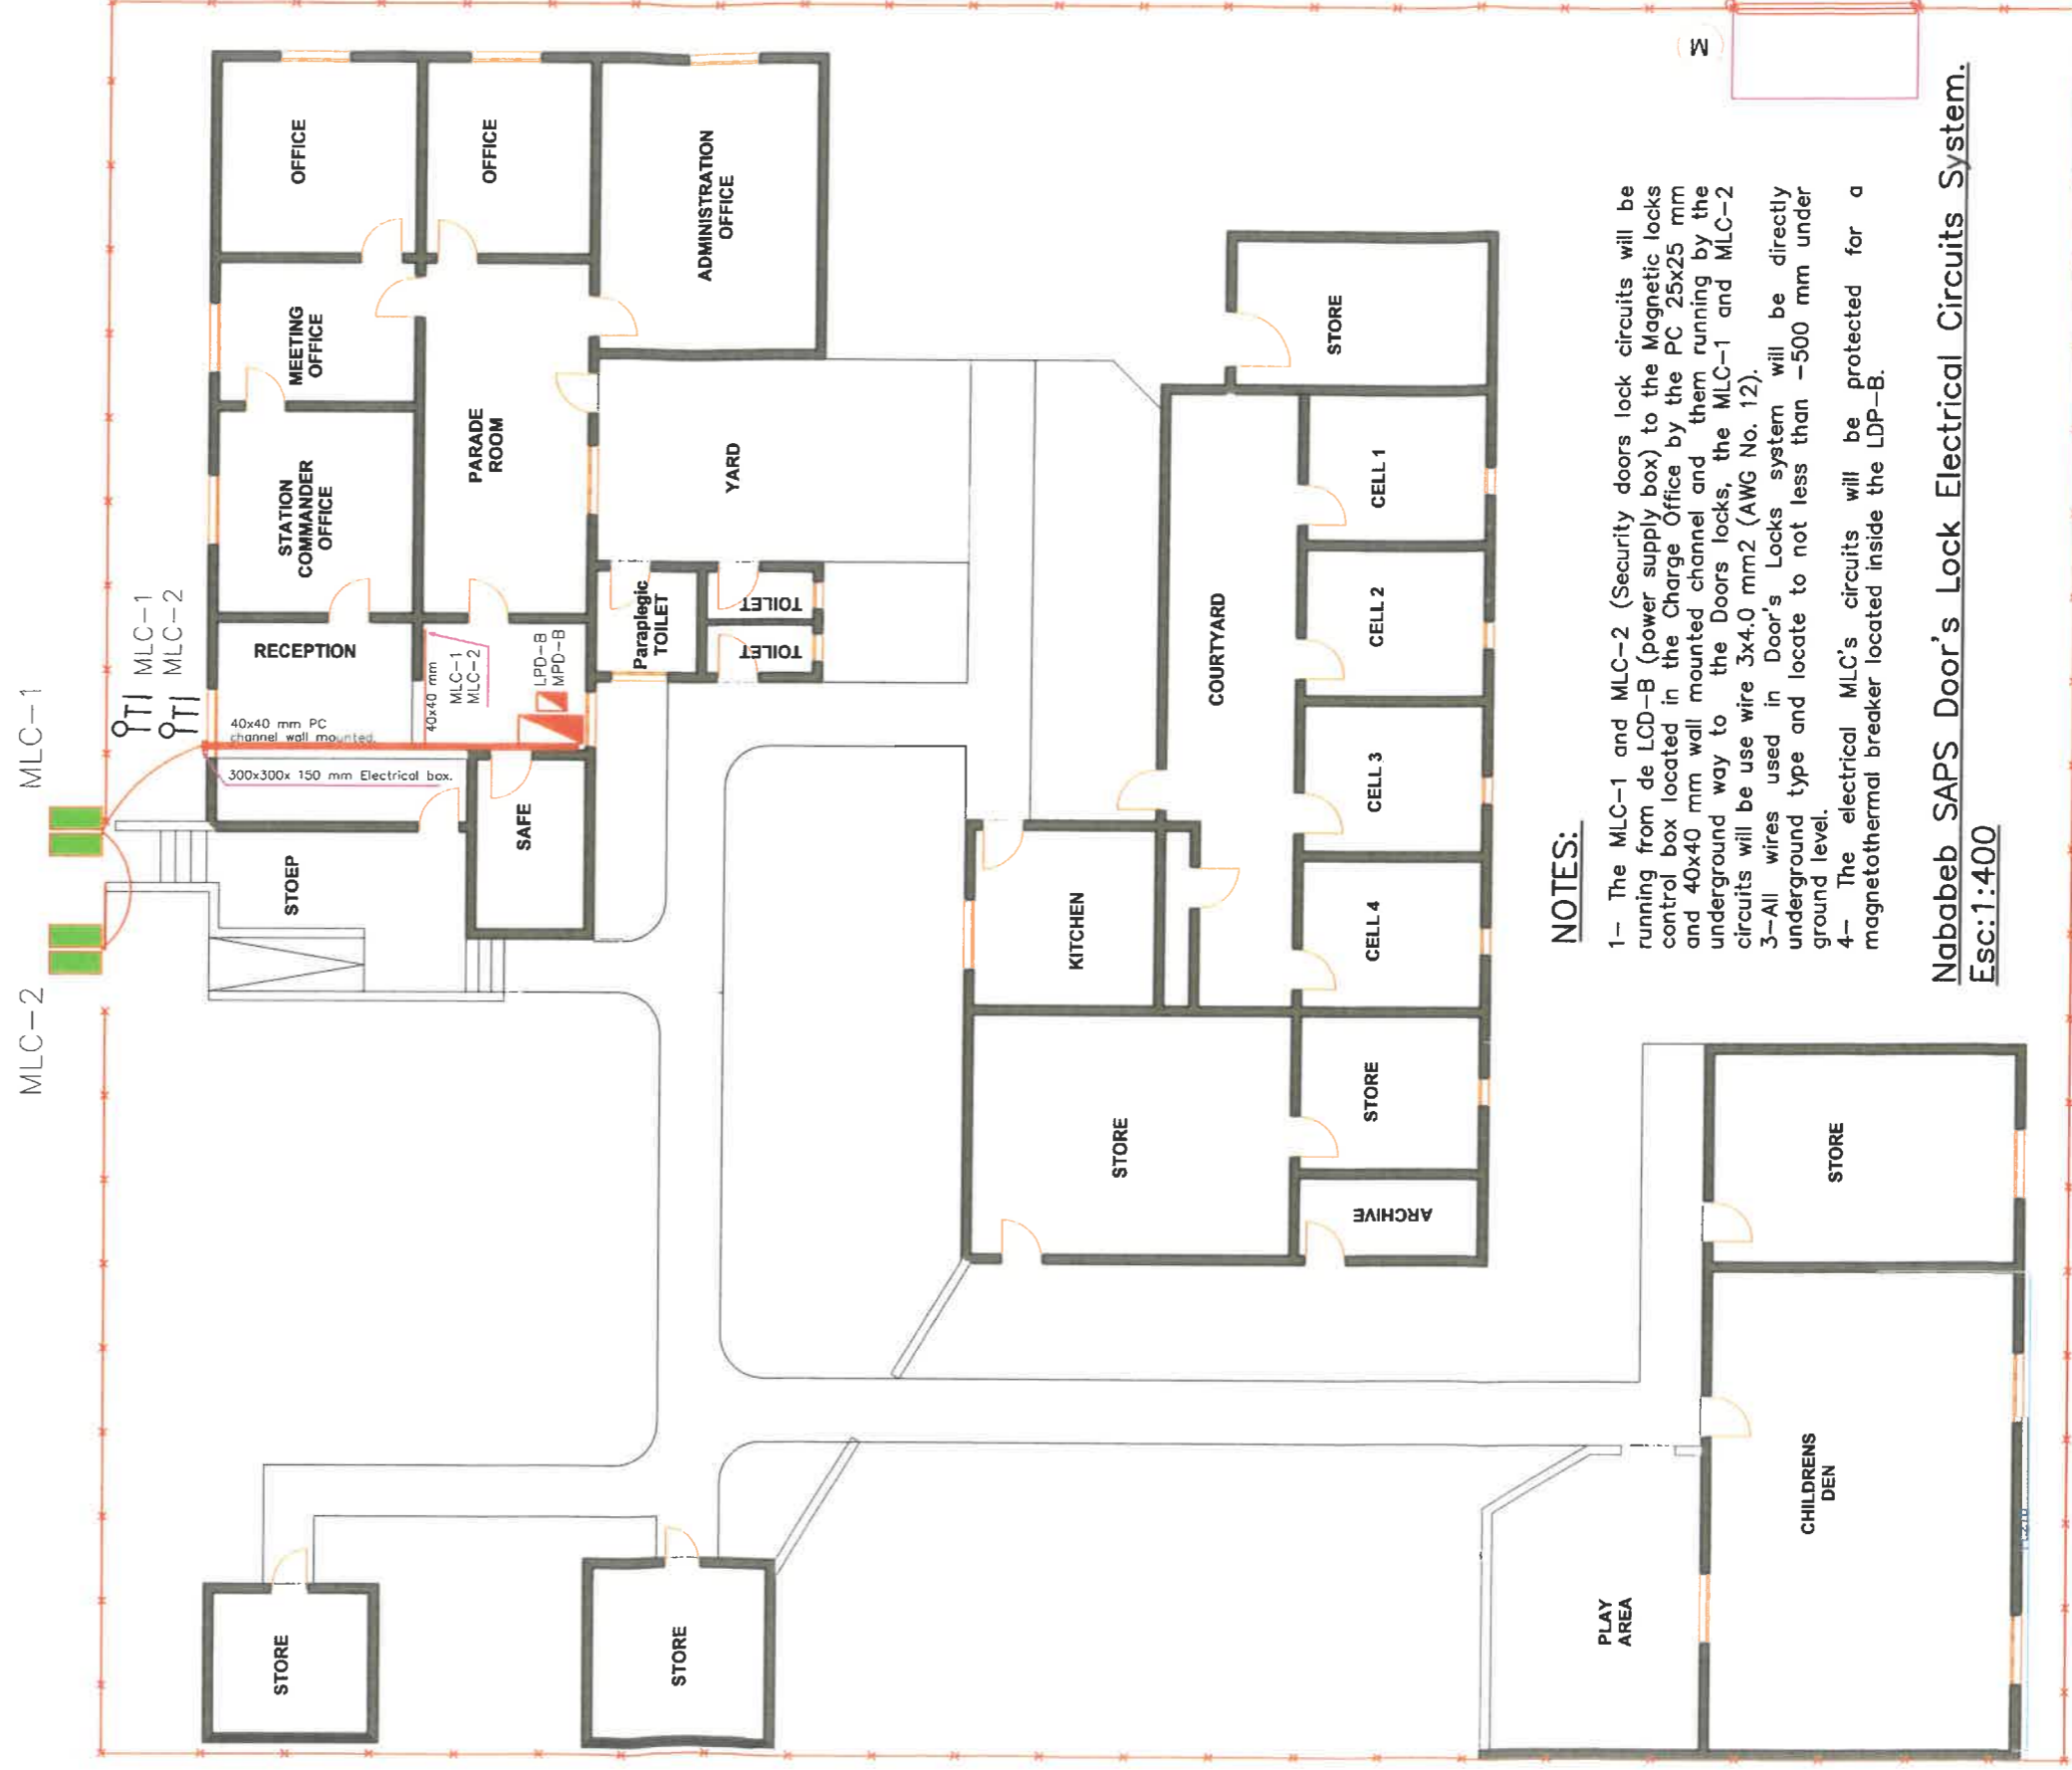 MLC-2
MLC-1
MLC-1
MLC-2
STORE
STOEP
300x300x 150 mm Electrical box.
40x40 mm PC
channel wall mounted.
RECEPTION
STATION
COMMANDER
OFFICE
MEETING
OFFICE
OFFICE
SAFE
40x40 mm
MLC-1
MLC-2
LPD-B
MPD-B
PARADE
ROOM
OFFICE
STORE
Paraplegic
TOILET
TOILET
TOILET
YARD
ADMINISTRATION
OFFICE
STORE
KITCHEN
COURTYARD
STORE
ARCHIVE
STORE
CELL 4
CELL 3
CELL 2
CELL 1
PLAY
AREA
CHILDRENS
DEN
STORE
NOTES:
1- The MLC-1 and MLC-2 (Security doors lock circuits will be
running from de LCD-B (power supply box) to the Magnetic locks
control box located in the Charge Office by the PC 25x25 mm
and 40x40 mm wall mounted channel and them running by the
underground way to the Doors locks, the MLC-1 and MLC-2
circuits will be use wire 3x4.0 mm2 (AWG No. 12).
3-All wires used in Door's Locks system will be directly
underground type and locate to not less than -500 mm under
ground level.
4- The electrical MLC's circuits will be protected for a
magnetothermal breaker located inside the LDP-B.
M
Nababeb SAPS Door's Lock Electrical Circuits System.
Esc:1:400